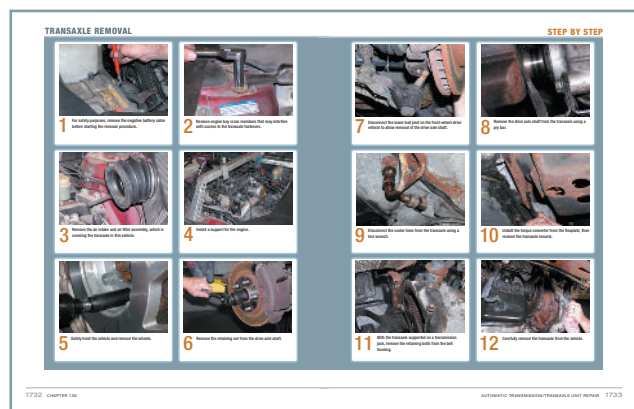 TRANSAXLE REMOVAL
STEP BY STEP
1 For safety purposes, remove the negative battery cable
before starting the removal procedure.
2 Remove engine bay cross members that may interfere
with access to the transaxle fasteners.
3 Remove the air intake and air filter assembly, which is
covering the transaxle in this vehicle.
4 Install a support for the engine.
5 Safely hoist the vehicle and remove the wheels.
6 Remove the retaining nut from the drive axle shaft.
7 Disconnect the lower ball joint on the front-wheel-drive
vehicle to allow removal of the drive axle shaft.
8 Remove the drive axle shaft from the transaxle using a
pry bar.
9 Disconnect the cooler lines from the transaxle using a
line wrench.
10 Unbolt the torque converter from the flexplate, then
remove the transaxle mounts.
11 With the transaxle supported on a transmission
jack, remove the retaining bolts from the bell
housing.
12 Carefully remove the transaxle from the vehicle.
1732 CHAPTER 138
AUTOMATIC TRANSMISSION/TRANSAXLE UNIT REPAIR 1733